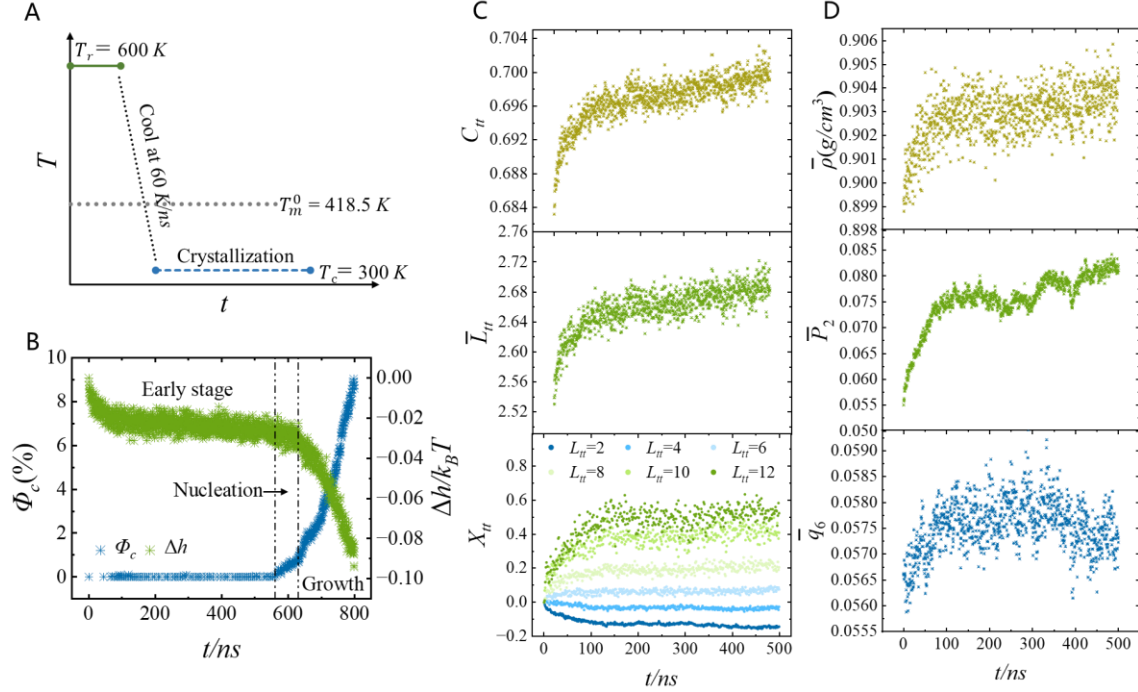 A
T_r = 600 K
Cool at 60 K/ns
T
T_m^0 = 418.5 K
Crystallization
T_c = 300 K
t
B
10
8
6
4
2
0
Φ_c(%)
Early stage
Nucleation
Φ_c Δh
Growth
0.00
−0.02
−0.04
−0.06
−0.08
−0.10
Δh/k_BT
0 200 400 600 800
t/ns
C
0.704
0.700
0.696
0.692
0.688
0.684
C_tt
2.76
2.72
2.68
2.64
2.60
2.56
2.52
L̅_tt
L_tt=2 L_tt=4 L_tt=6
L_tt=8 L_tt=10 L_tt=12
0.8
0.6
0.4
0.2
0.0
−0.2
X_tt
0 100 200 300 400 500
t/ns
D
0.906
0.904
0.903
0.901
0.900
0.898
ρ̅(g/cm³)
0.085
0.080
0.075
0.070
0.065
0.060
0.055
0.050
P̅_2
0.0590
0.0585
0.0580
0.0575
0.0570
0.0565
0.0560
0.0555
q̅_6
0 100 200 300 400 500
t/ns